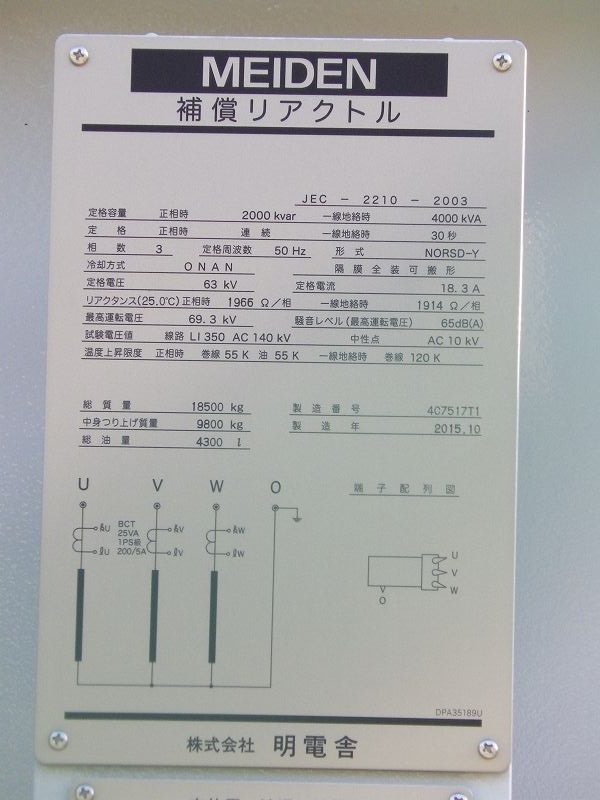 MEIDEN
補償リアクトル
JEC － 2210 － 2003
定格容量 正相時 2000 kvar 一線地絡時 4000 kVA
定格 正相時 連続 一線地絡時 30 秒
相数 3 定格周波数 50 Hz 形式 NORSD-Y
冷却方式 ONAN 隔膜全装可搬形
定格電圧 63 kV 定格電流 18.3 A
リアクタンス(25.0℃) 正相時 1966 Ω／相 一線地絡時 1914 Ω／相
最高運転電圧 69.3 kV 騒音レベル(最高運転電圧) 65dB(A)
試験電圧値 線路 LI 350 AC 140 kV 中性点 AC 10 kV
温度上昇限度 正相時 巻線 55 K 油 55 K 一線地絡時 巻線 120 K
総質量 18500 kg 製造番号 4C7517T1
中身つり上げ質量 9800 kg 製造年 2015.10
総油量 4300 ℓ
U V W O 端子配列図
kU BCT kV kW
25VA
1PS級
ℓU 200/5A ℓV ℓW
U
V
W
V
O
DPA35189U
株式会社 明電舎